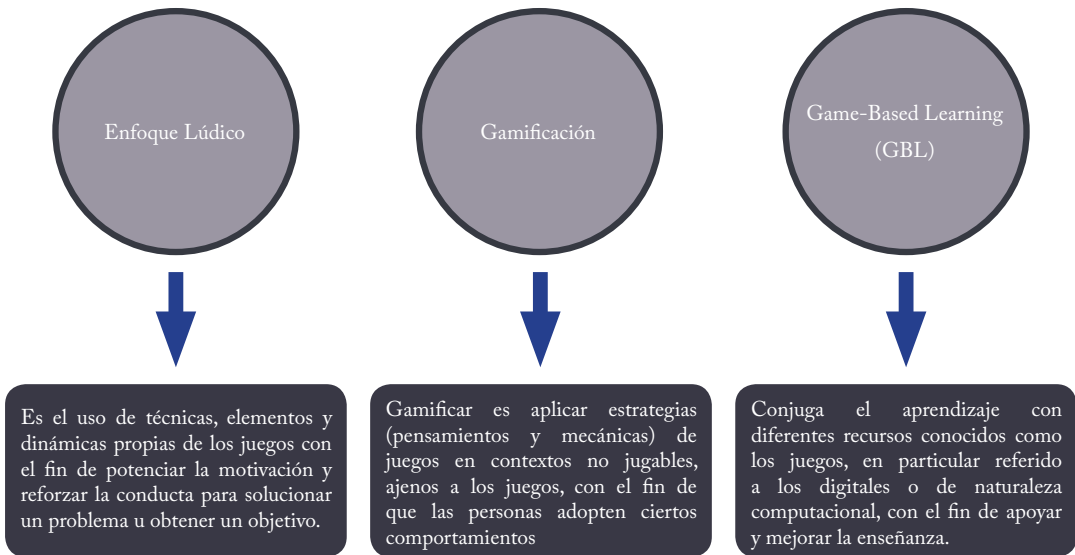 Enfoque Lúdico
Gamificación
Game-Based Learning
(GBL)
Es el uso de técnicas, elementos y
dinámicas propias de los juegos con
el fin de potenciar la motivación y
reforzar la conducta para solucionar
un problema u obtener un objetivo.
Gamificar es aplicar estrategias
(pensamientos y mecánicas) de
juegos en contextos no jugables,
ajenos a los juegos, con el fin de
que las personas adopten ciertos
comportamientos
Conjuga el aprendizaje con
diferentes recursos conocidos como
los juegos, en particular referido
a los digitales o de naturaleza
computacional, con el fin de apoyar
y mejorar la enseñanza.